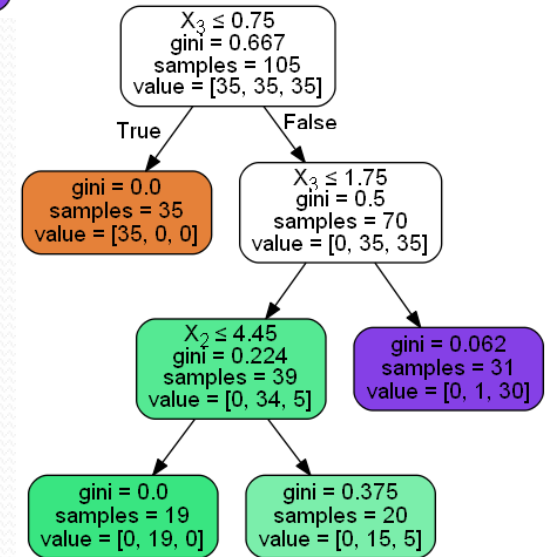 X₃ ≤ 0.75
gini = 0.667
samples = 105
value = [35, 35, 35]
True
False
gini = 0.0
samples = 35
value = [35, 0, 0]
X₃ ≤ 1.75
gini = 0.5
samples = 70
value = [0, 35, 35]
X₂ ≤ 4.45
gini = 0.224
samples = 39
value = [0, 34, 5]
gini = 0.062
samples = 31
value = [0, 1, 30]
gini = 0.0
samples = 19
value = [0, 19, 0]
gini = 0.375
samples = 20
value = [0, 15, 5]